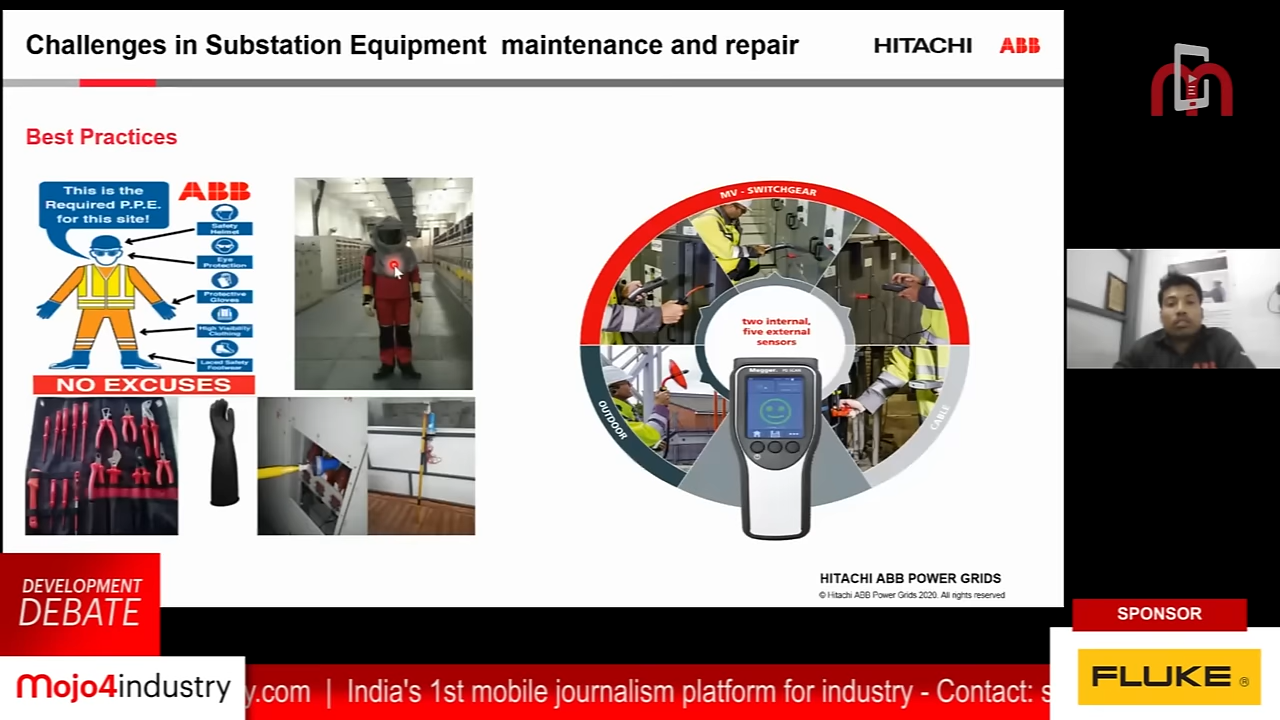 Challenges in Substation Equipment maintenance and repair
HITACHI ABB
Best Practices
This is the
Required P.P.E.
for this site!
ABB
Safety
Helmet
Eye
Protection
Protective
Gloves
High Visibility
Clothing
Laced Safety
Footwear
NO EXCUSES
MV - SWITCHGEAR
two internal,
five external
sensors
OUTDOOR
CABLE
Megger. PD SCAN
HITACHI ABB POWER GRIDS
© Hitachi ABB Power Grids 2020. All rights reserved
DEVELOPMENT
DEBATE
SPONSOR
mojo4industry
y.com | India's 1st mobile journalism platform for industry - Contact: s
FLUKE ®